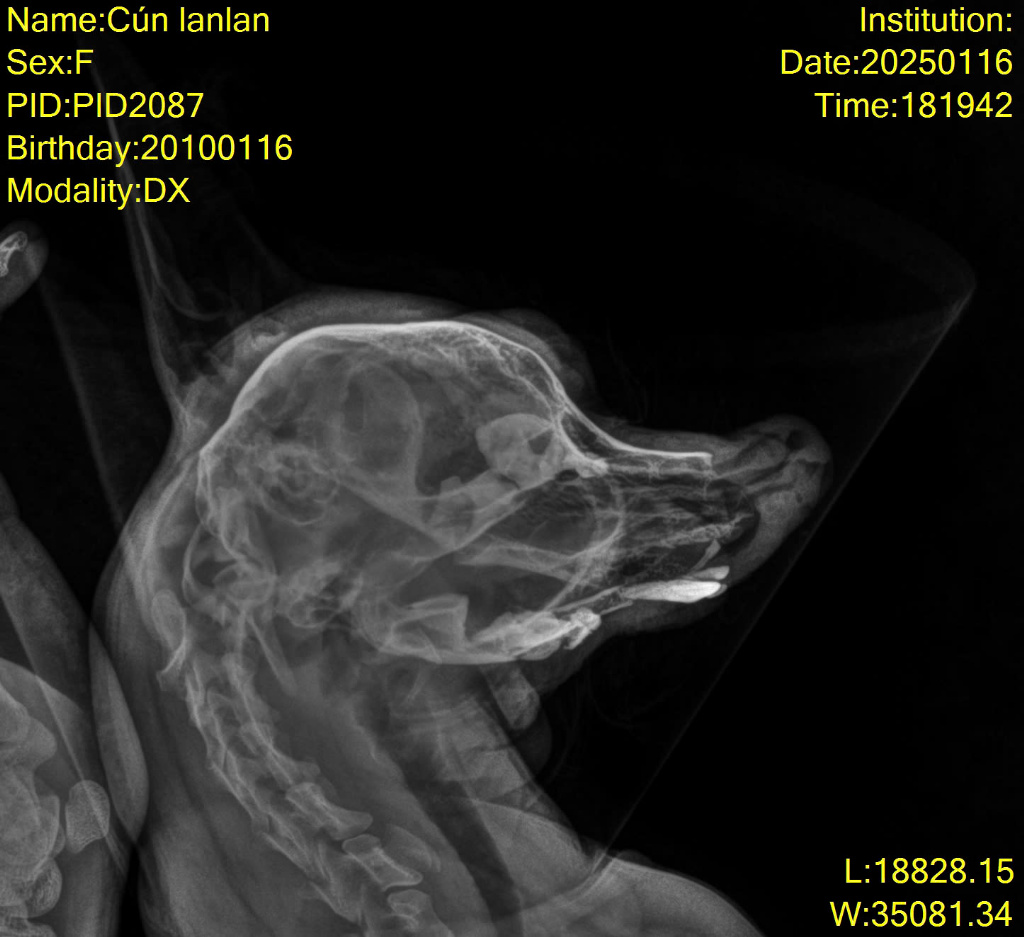 Name:Cún lanlan
Sex:F
PID:PID2087
Birthday:20100116
Modality:DX
Institution:
Date:20250116
Time:181942
L:18828.15
W:35081.34